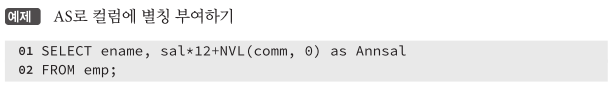 예제 AS로 컬럼에 별칭 부여하기
01 SELECT ename, sal*12+NVL(comm, 0) as Annsal
02 FROM emp;